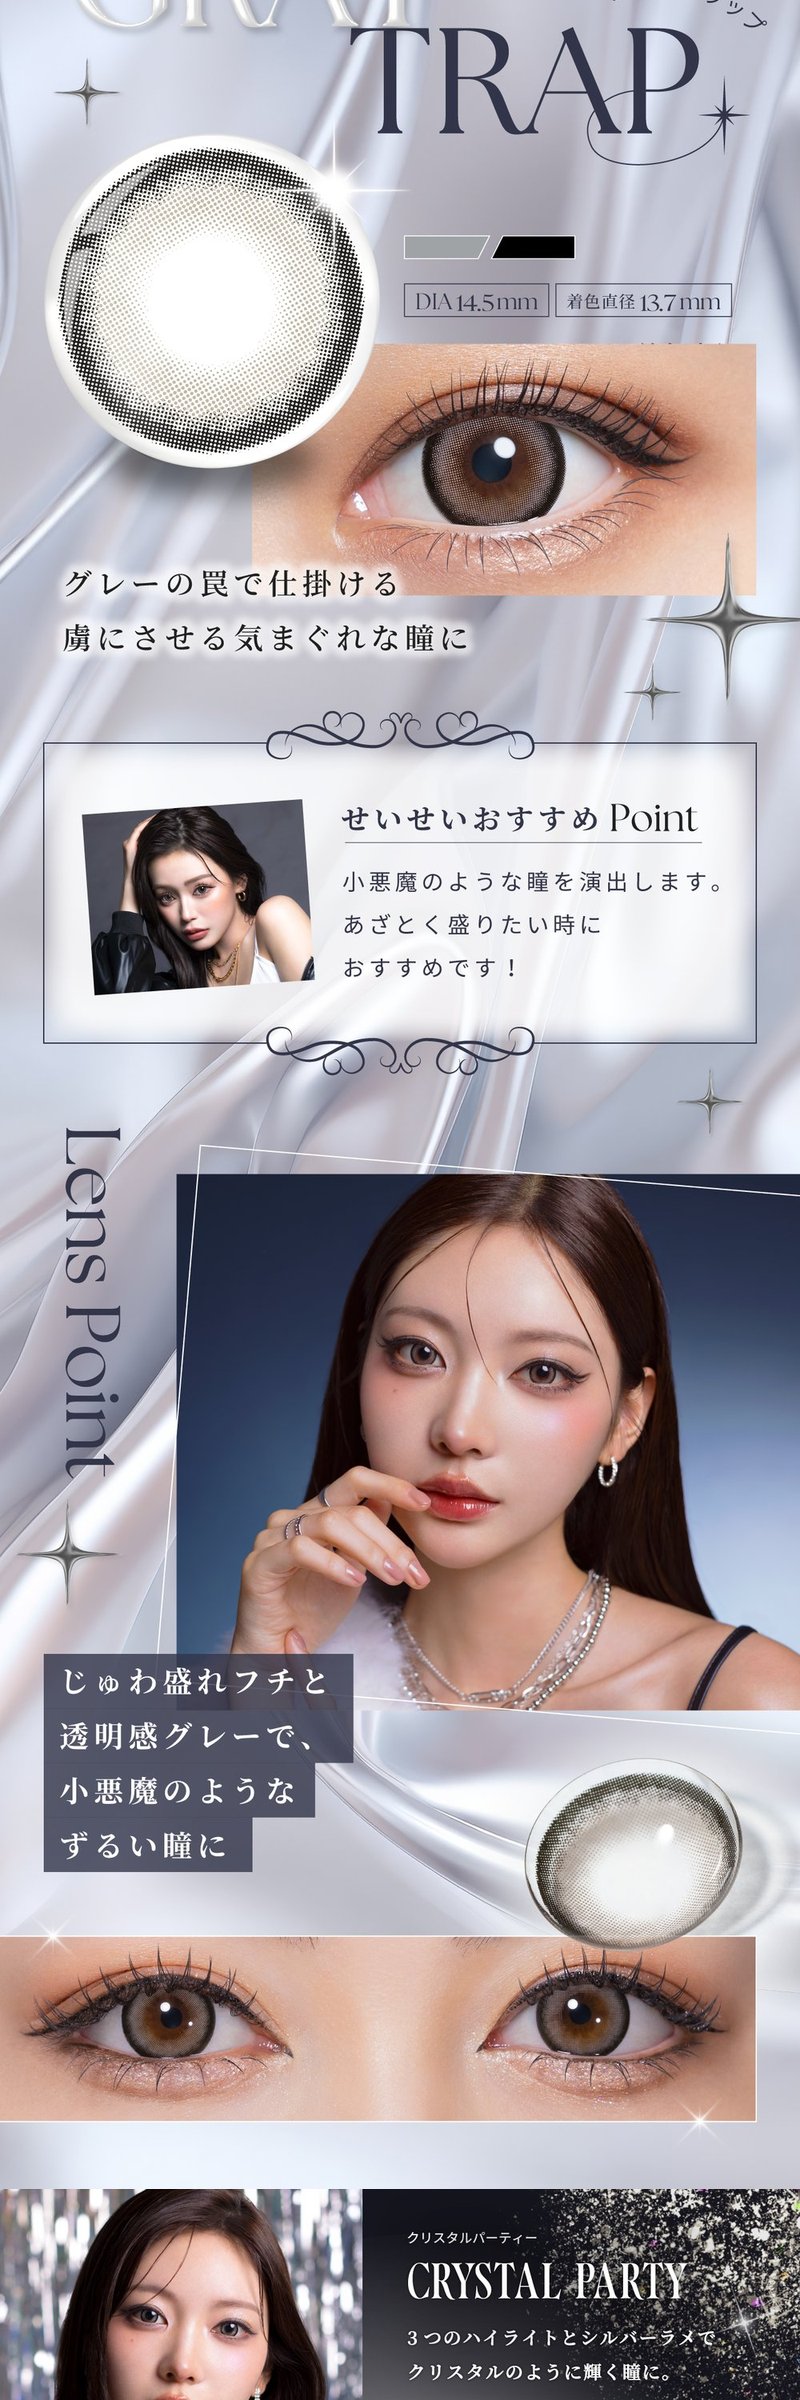 TRAP
DIA 14.5mm
着色直径 13.7mm
グレーの罠で仕掛ける
虜にさせる気まぐれな瞳に
せいせいおすすめ Point
小悪魔のような瞳を演出します。
あざとく盛りたい時に
おすすめです！
Lens Point
じゅわ盛れフチと
透明感グレーで、
小悪魔のような
ずるい瞳に
クリスタルパーティー
CRYSTAL PARTY
3つのハイライトとシルバーラメで
クリスタルのように輝く瞳に。